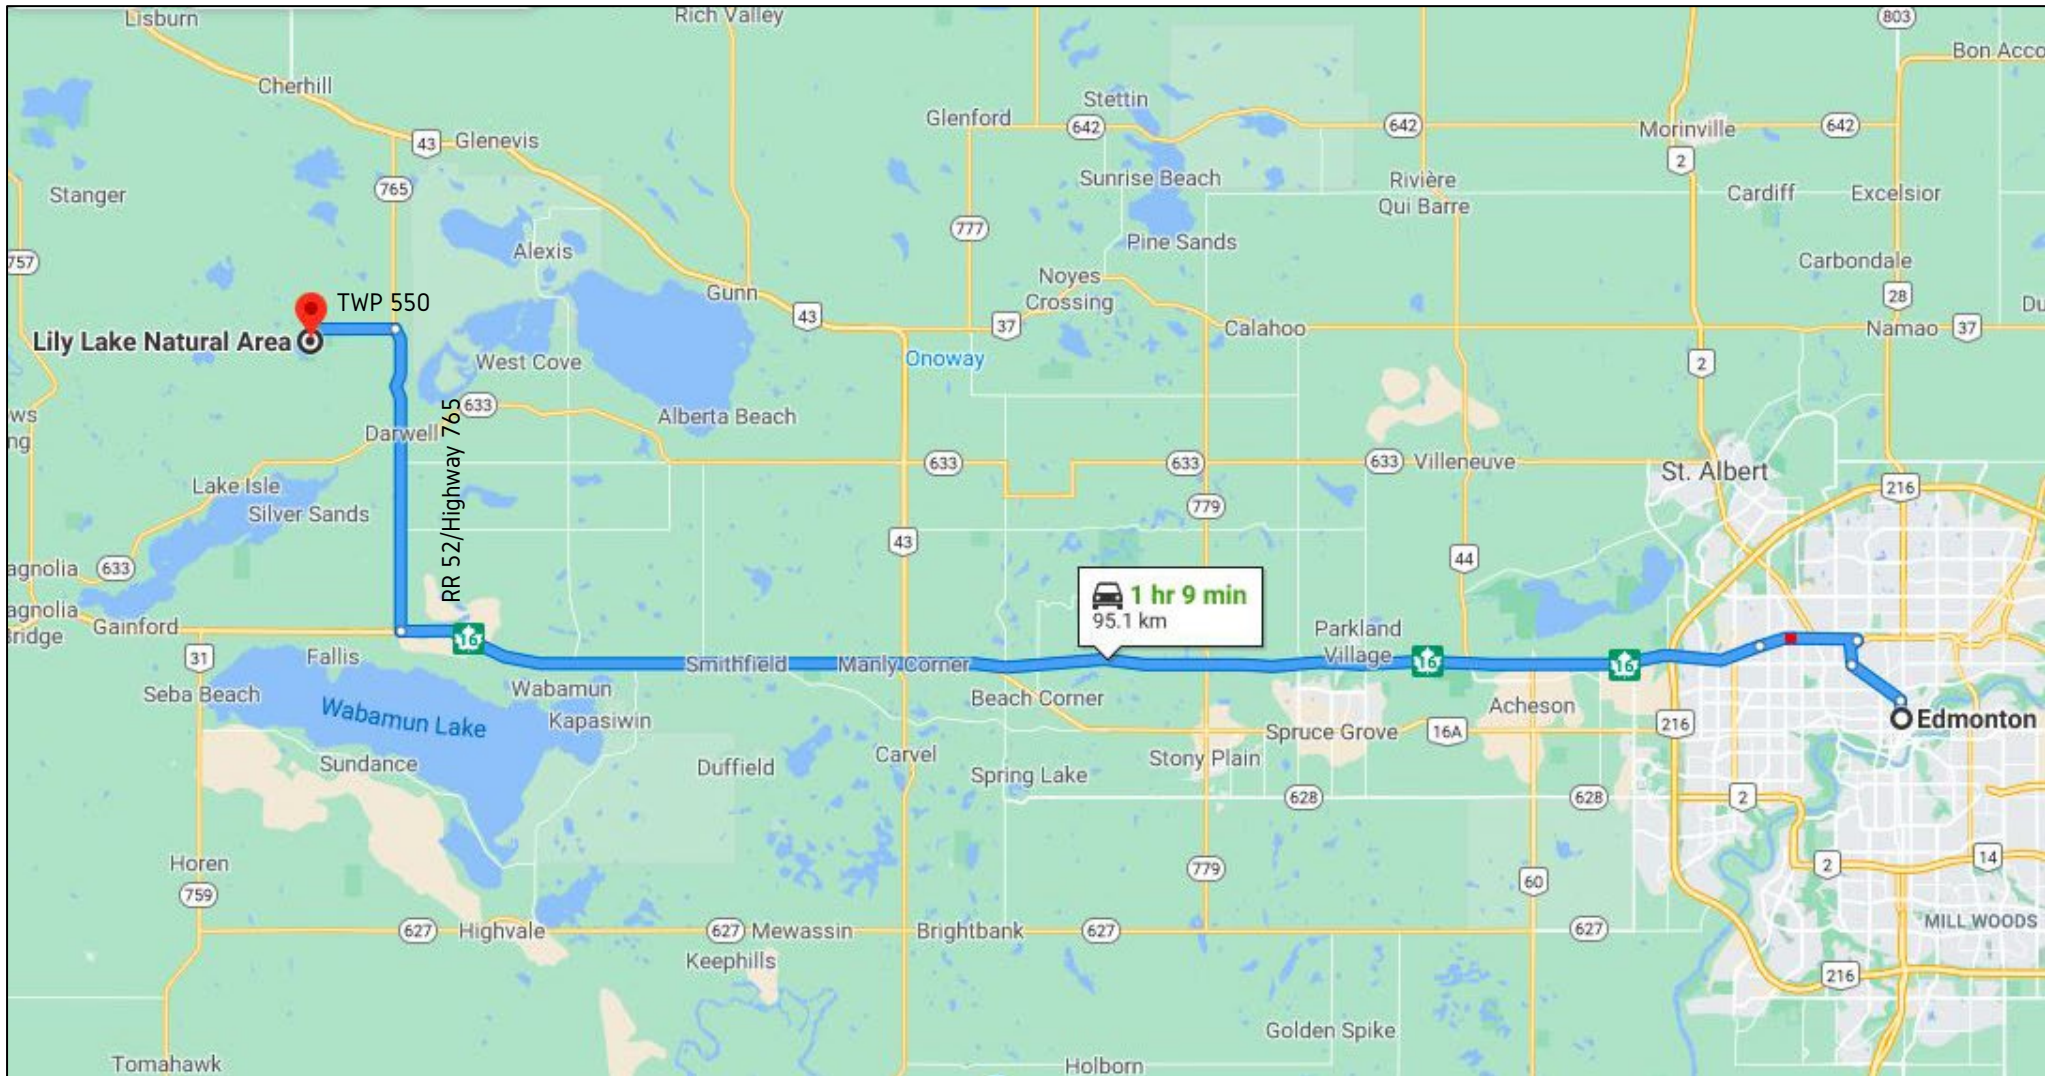 Lisburn
Rich Valley
803
Bon Acco
Cherhill
Stettin
Glenford
642
642
Morinville
642
43
Glenevis
2
765
Stanger
Sunrise Beach
Rivière
Qui Barre
Cardiff
Excelsior
777
Pine Sands
Alexis
757
Noyes
Crossing
Carbondale
Gunn
28
TWP 550
Du
43
37
Calahoo
Namao
37
Lily Lake Natural Area
West Cove
Onoway
2
633
ws
ng
Alberta Beach
Darwell
RR 52/Highway 765
633
633
633
Villeneuve
St. Albert
Lake Isle
216
Silver Sands
779
43
44
agnolia
633
1 hr 9 min
95.1 km
agnolia
Bridge
Gainford
16
Parkland
Village
31
Fallis
Smithfield
Manly Corner
16
16
Seba Beach
Wabamun
Beach Corner
Acheson
Wabamun Lake
Kapasiwin
Edmonton
216
Spruce Grove
16A
Sundance
Duffield
Carvel
Stony Plain
Spring Lake
628
628
2
Horen
779
2
14
759
60
627
Highvale
627
Mewassin
Brightbank
627
627
MILL WOODS
Keephills
216
Golden Spike
Tomahawk
Holborn